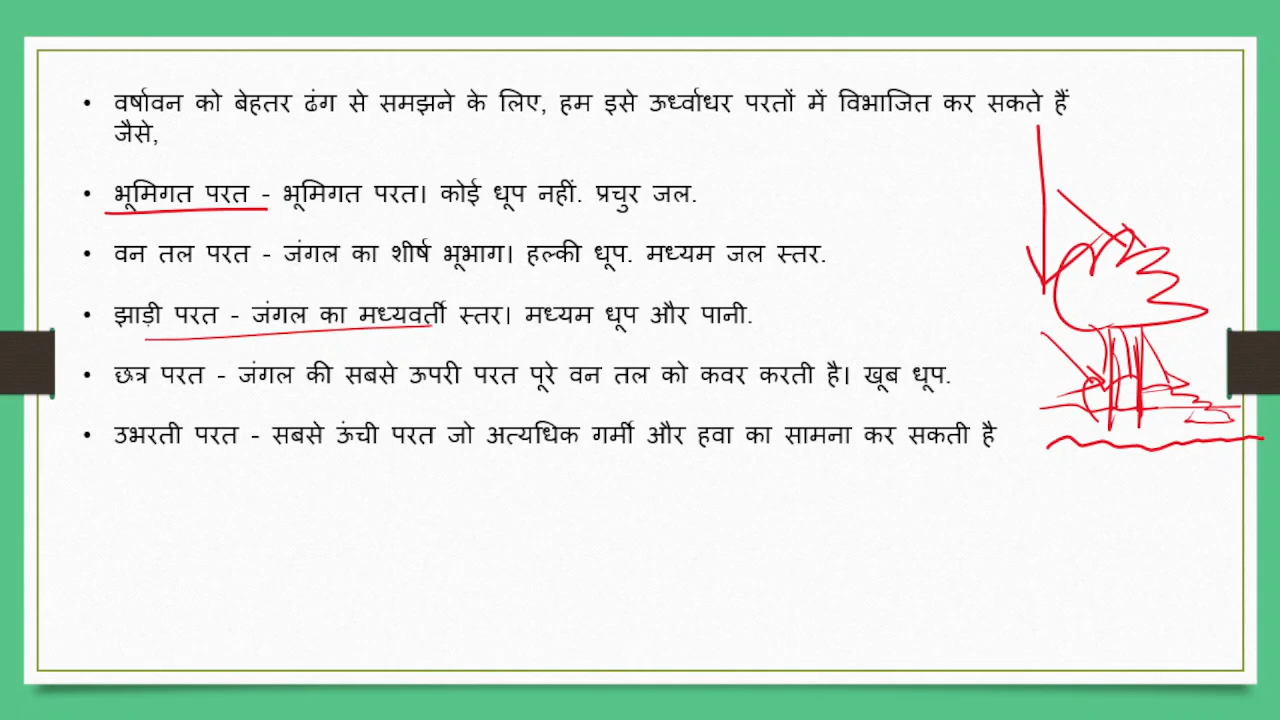 • वर्षावन को बेहतर ढंग से समझने के लिए, हम इसे ऊर्ध्वाधर परतों में विभाजित कर सकते हैं
जैसे,
• भूमिगत परत - भूमिगत परत। कोई धूप नहीं. प्रचुर जल.
• वन तल परत - जंगल का शीर्ष भूभाग। हल्की धूप. मध्यम जल स्तर.
• झाड़ी परत - जंगल का मध्यवर्ती स्तर। मध्यम धूप और पानी.
• छत्र परत - जंगल की सबसे ऊपरी परत पूरे वन तल को कवर करती है। खूब धूप.
• उभरती परत - सबसे ऊंची परत जो अत्यधिक गर्मी और हवा का सामना कर सकती है